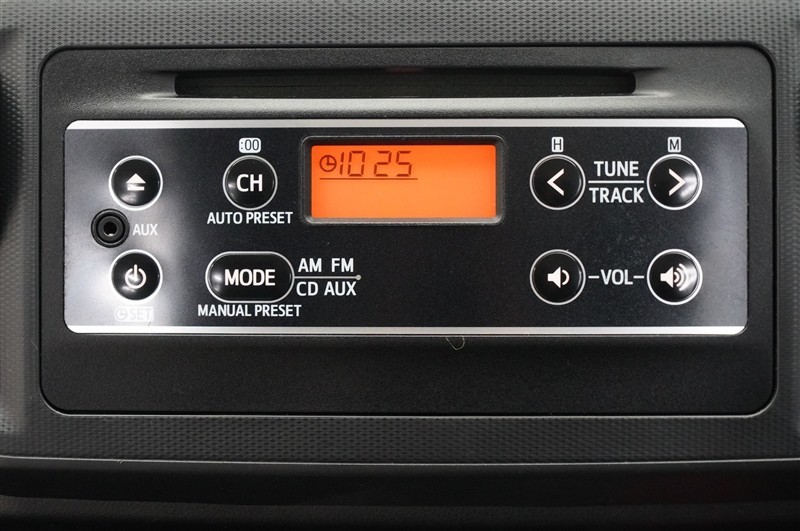 :00
H
M
CH
10 25
TUNE
TRACK
AUTO PRESET
AUX
MODE
AM FM
CD AUX
VOL
MANUAL PRESET
SET